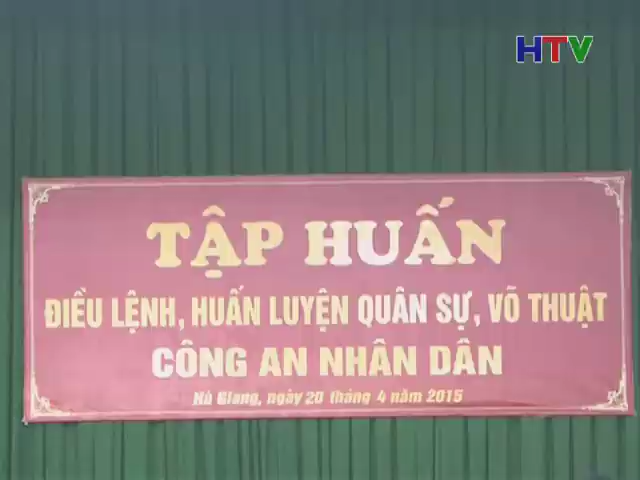 HTV
TẬP HUẤN
ĐIỀU LỆNH, HUẤN LUYỆN QUÂN SỰ, VÕ THUẬT
CÔNG AN NHÂN DÂN
Hà Giang, ngày 20 tháng 4 năm 2015